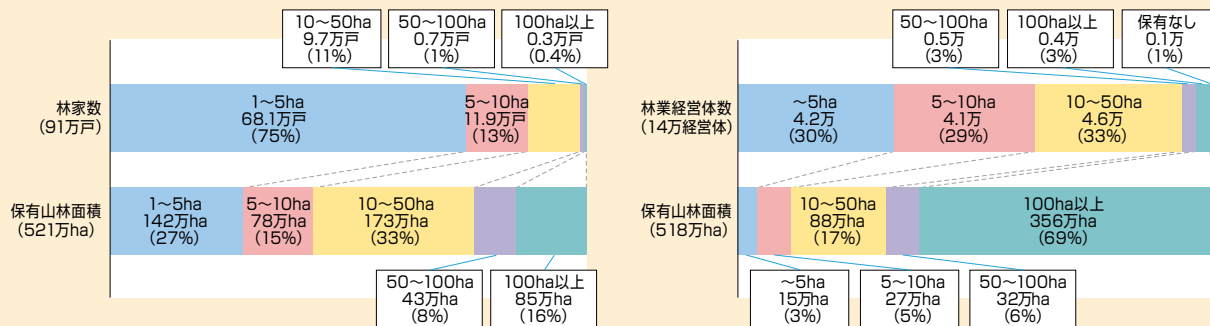 10〜50ha
9.7万戸
(11%)
50〜100ha
0.7万戸
(1%)
100ha以上
0.3万戸
(0.4%)
林家数
(91万戸)
1〜5ha
68.1万戸
(75%)
5〜10ha
11.9万戸
(13%)
保有山林面積
(521万ha)
1〜5ha
142万ha
(27%)
5〜10ha
78万ha
(15%)
10〜50ha
173万ha
(33%)
50〜100ha
43万ha
(8%)
100ha以上
85万ha
(16%)
50〜100ha
0.5万
(3%)
100ha以上
0.4万
(3%)
保有なし
0.1万
(1%)
林業経営体数
(14万経営体)
〜5ha
4.2万
(30%)
5〜10ha
4.1万
(29%)
10〜50ha
4.6万
(33%)
保有山林面積
(518万ha)
10〜50ha
88万ha
(17%)
100ha以上
356万ha
(69%)
〜5ha
15万ha
(3%)
5〜10ha
27万ha
(5%)
50〜100ha
32万ha
(6%)